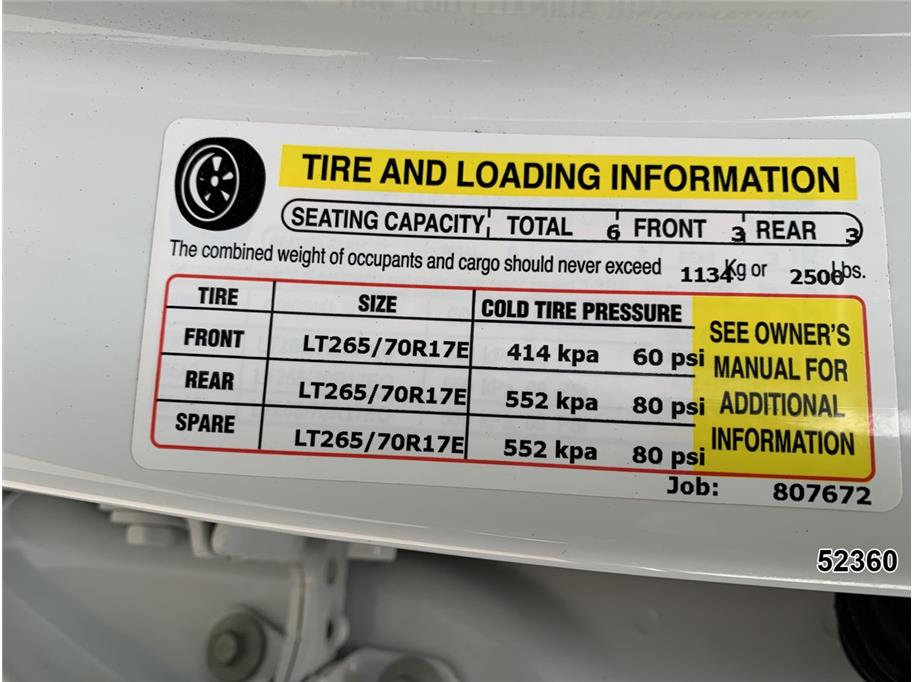 TIRE AND LOADING INFORMATION
SEATING CAPACITY TOTAL 6 FRONT 3 REAR 3
The combined weight of occupants and cargo should never exceed 1134 Kg or 2500 Lbs.
TIRE SIZE COLD TIRE PRESSURE
FRONT LT265/70R17E 414 kpa 60 psi
REAR LT265/70R17E 552 kpa 80 psi
SPARE LT265/70R17E 552 kpa 80 psi
SEE OWNER'S
MANUAL FOR
ADDITIONAL
INFORMATION
Job: 807672
52360